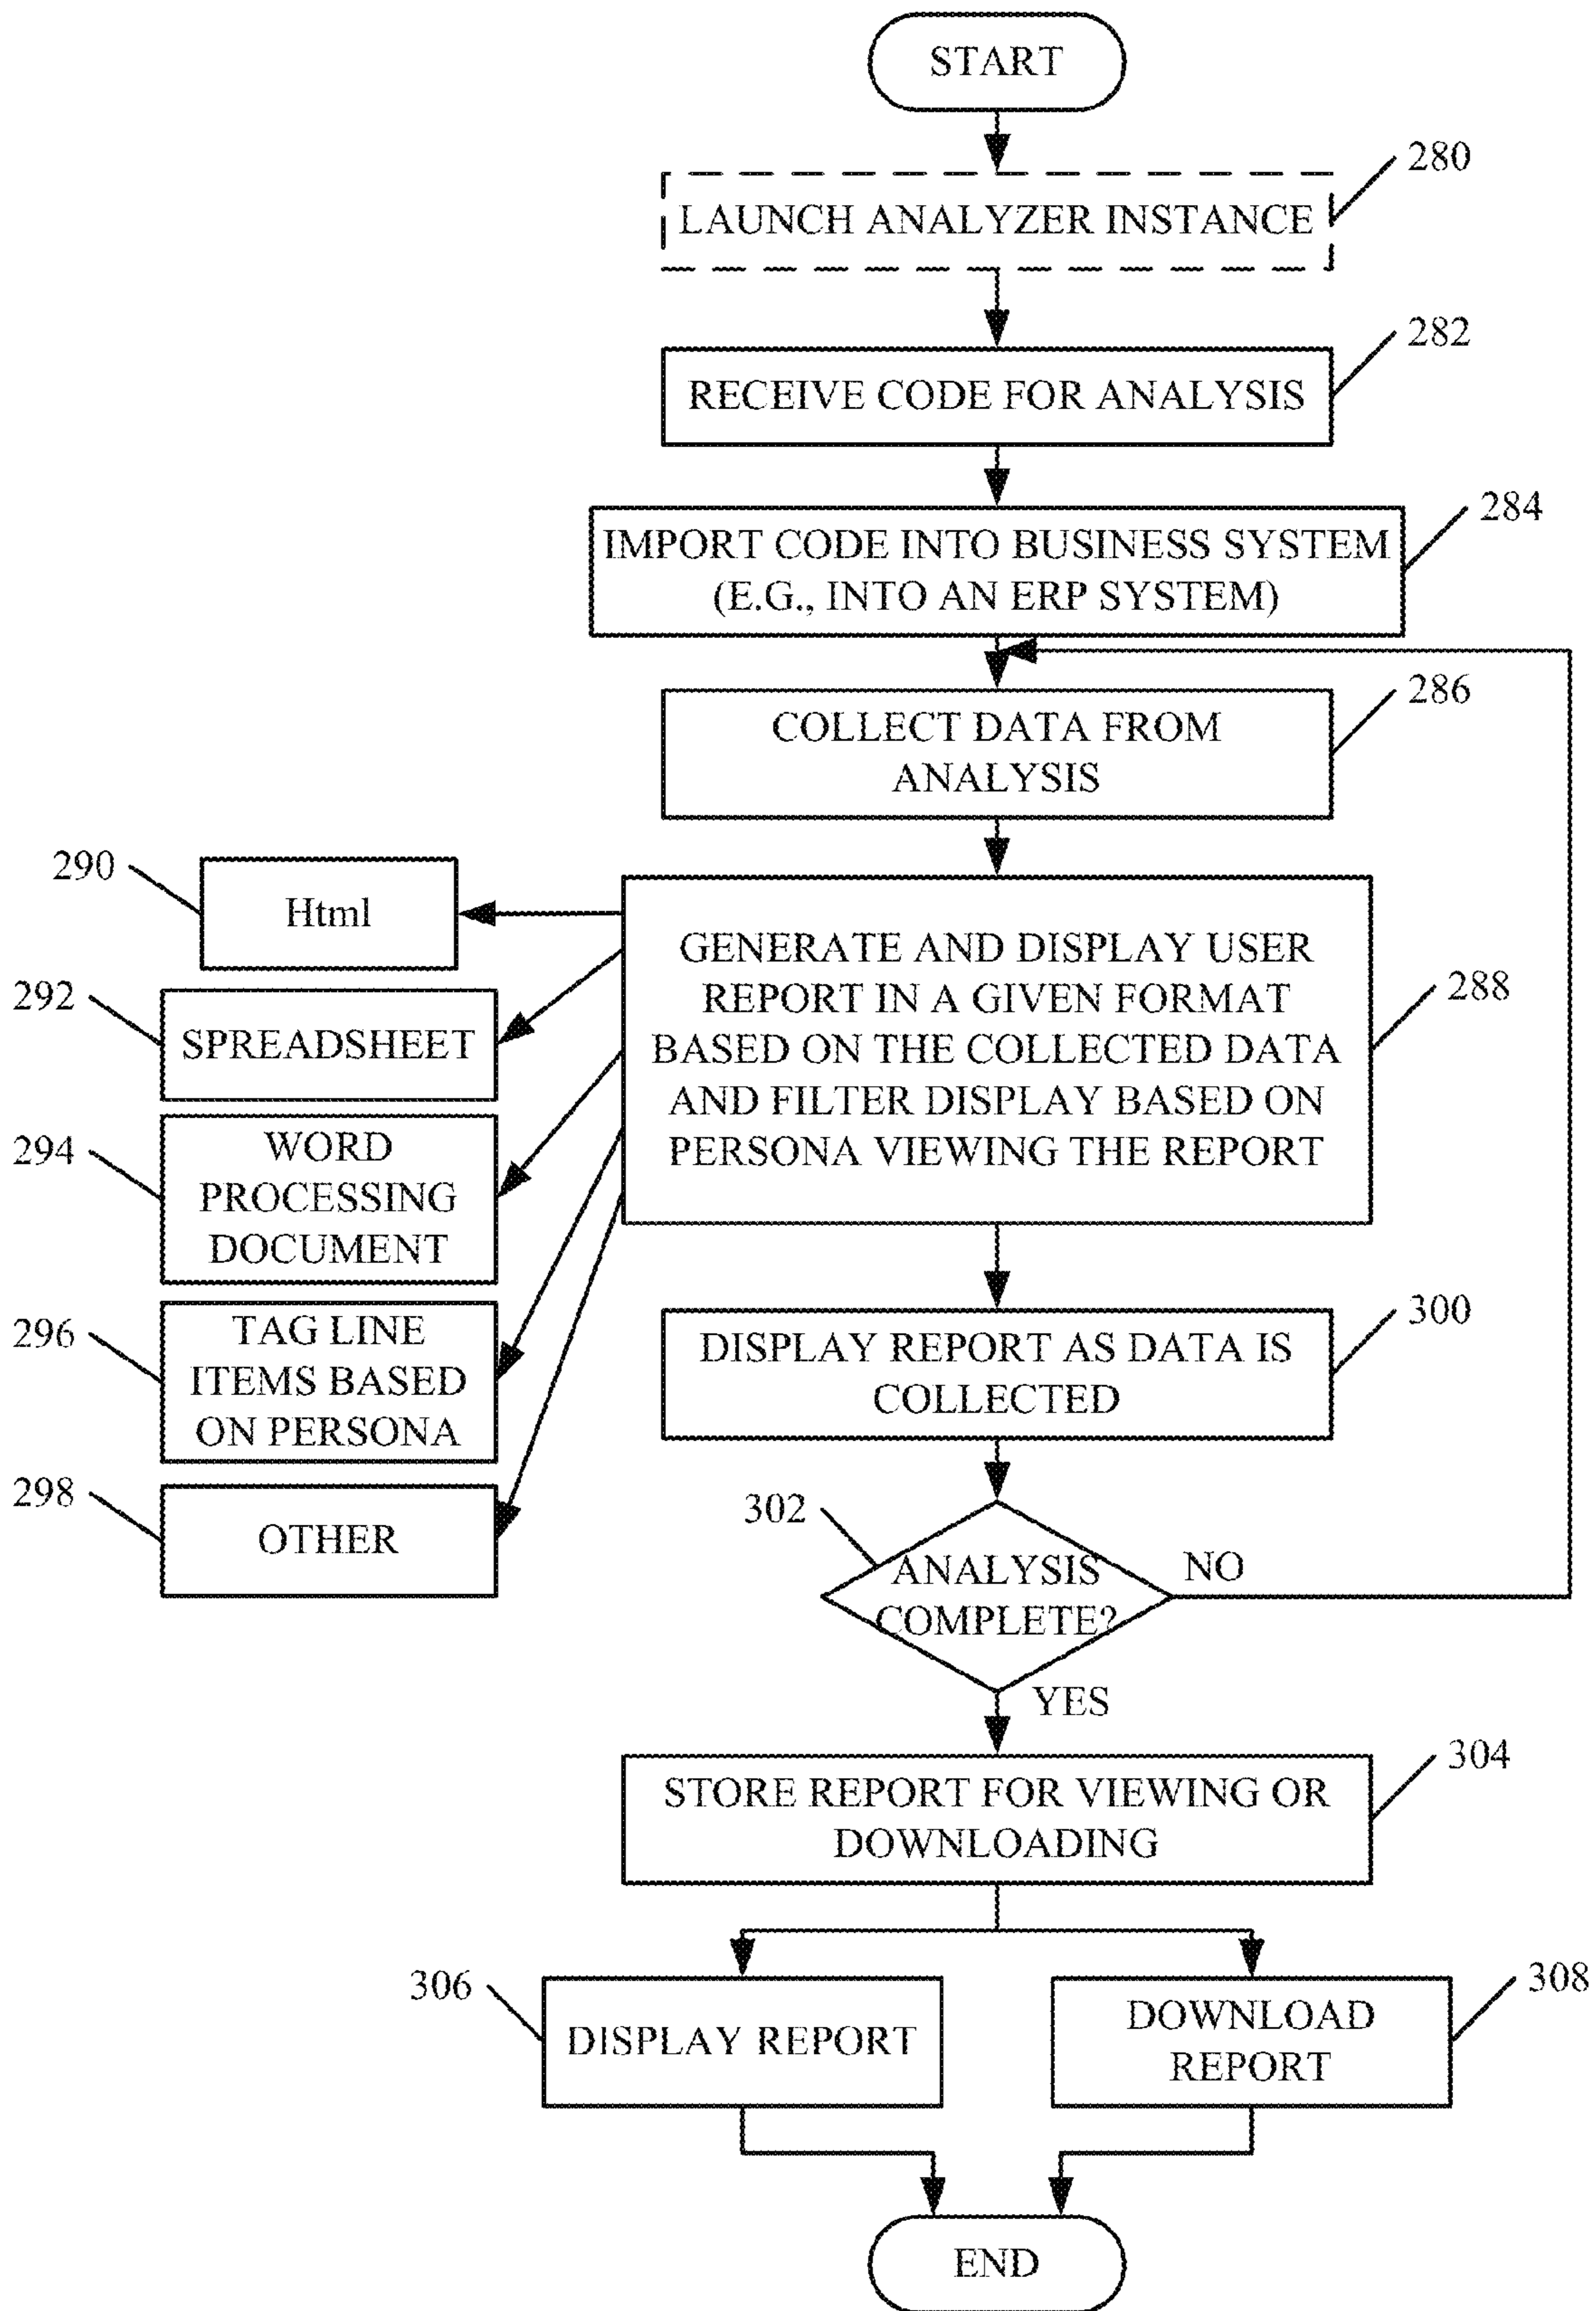 START
280
LAUNCH ANALYZER INSTANCE
282
RECEIVE CODE FOR ANALYSIS
284
IMPORT CODE INTO BUSINESS SYSTEM
(E.G., INTO AN ERP SYSTEM)
286
COLLECT DATA FROM
ANALYSIS
290
Html
292
SPREADSHEET
294
WORD
PROCESSING
DOCUMENT
296
TAG LINE
ITEMS BASED
ON PERSONA
298
OTHER
GENERATE AND DISPLAY USER
REPORT IN A GIVEN FORMAT
BASED ON THE COLLECTED DATA
AND FILTER DISPLAY BASED ON
PERSONA VIEWING THE REPORT
288
300
DISPLAY REPORT AS DATA IS
COLLECTED
302
ANALYSIS
COMPLETE?
NO
YES
304
STORE REPORT FOR VIEWING OR
DOWNLOADING
306
DISPLAY REPORT
308
DOWNLOAD
REPORT
END